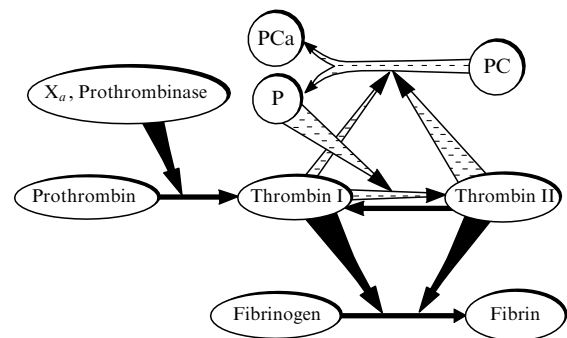 PCa
PC
P
Xₐ, Prothrombinase
Prothrombin
Thrombin I
Thrombin II
Fibrinogen
Fibrin